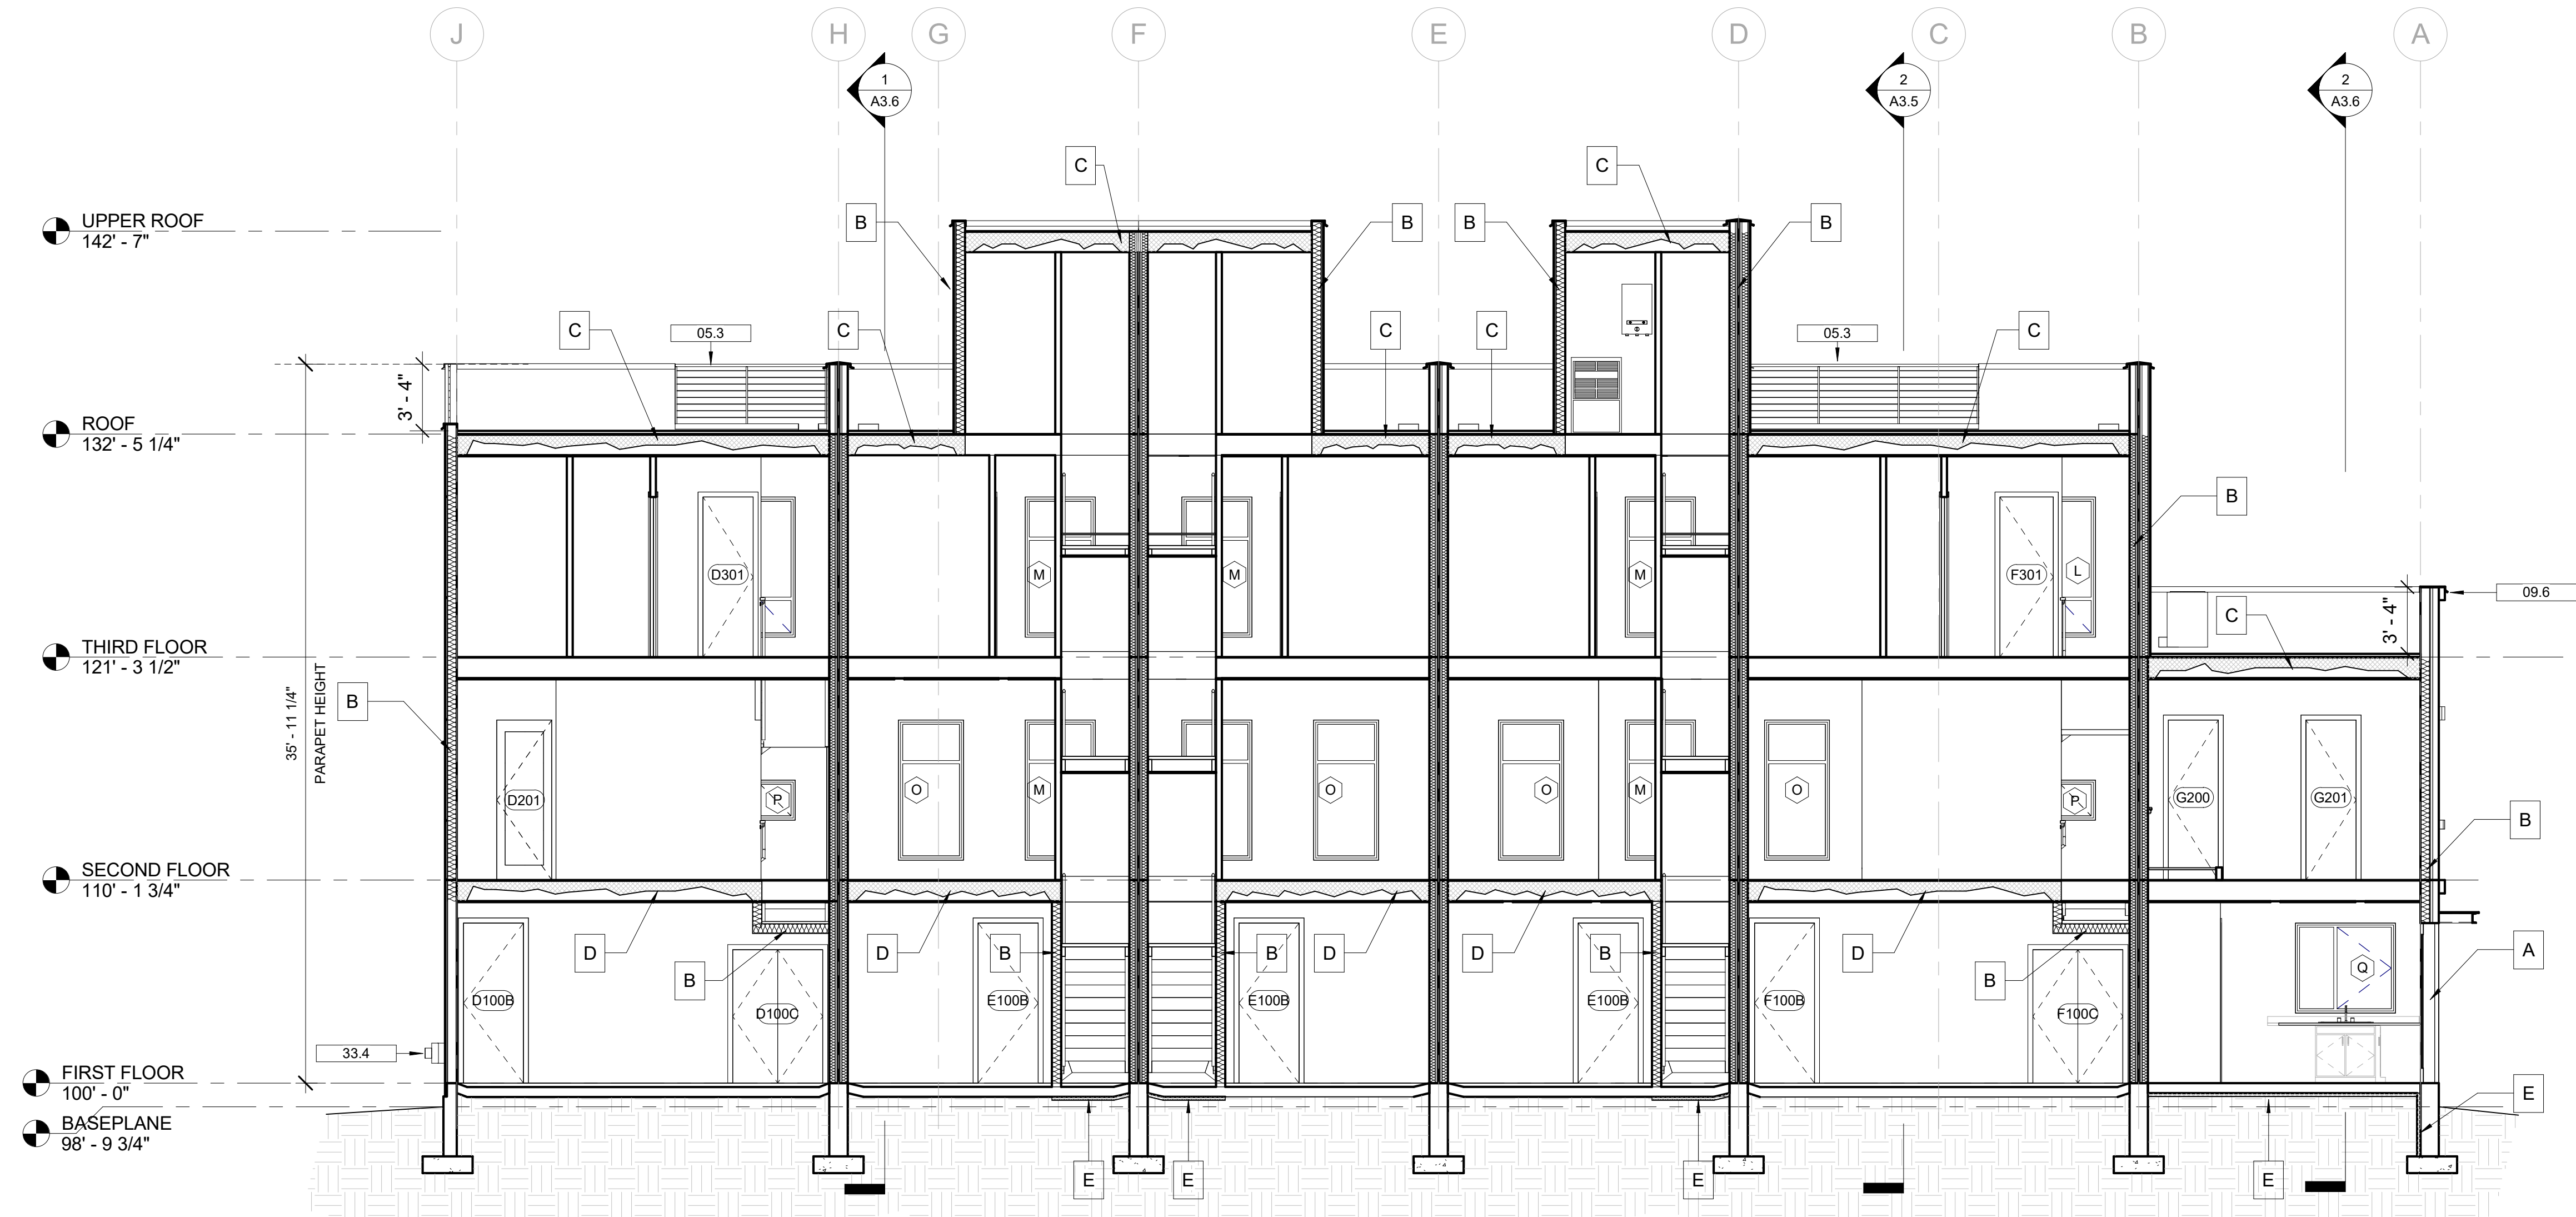 J
H
G
F
E
D
C
B
A
1
A3.6
2
A3.5
2
A3.6
C
C
UPPER ROOF
142' - 7"
B
B
B
B
C
05.3
C
C
C
05.3
C
3' - 4"
ROOF
132' - 5 1/4"
B
D301
M
M
M
F301
L
09.6
C
3' - 4"
THIRD FLOOR
121' - 3 1/2"
B
35' - 11 1/4"
PARAPET HEIGHT
D201
P
O
M
O
O
M
O
P
G200
G201
B
SECOND FLOOR
110' - 1 3/4"
D
B
D
B
B
D
D
B
D
B
A
Q
D100B
D100C
E100B
E100B
E100B
F100B
F100C
33.4
FIRST FLOOR
100' - 0"
BASEPLANE
98' - 9 3/4"
E
E
E
E
E